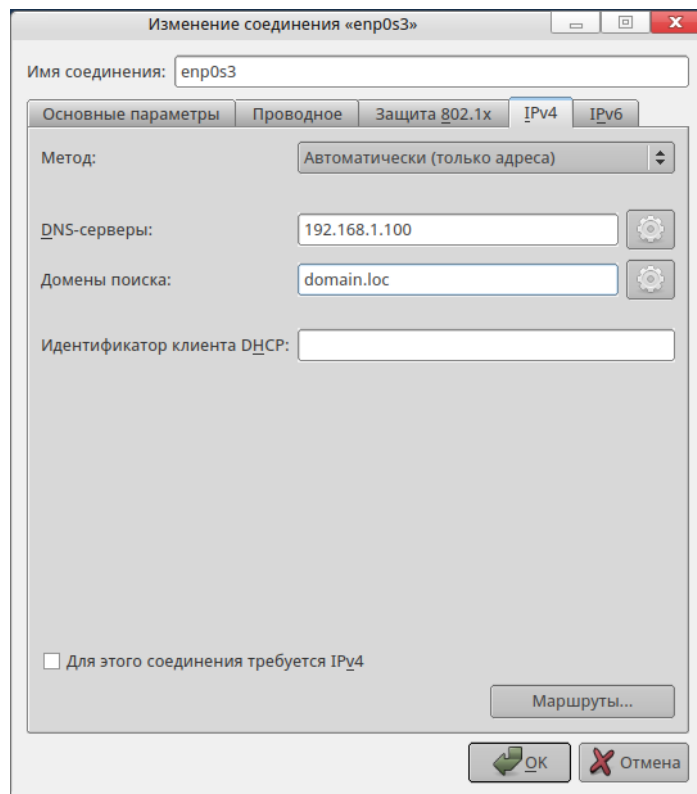 Изменение соединения «enp0s3»
Имя соединения: enp0s3
Основные параметры Проводное Защита 802.1x IPv4 IPv6
Метод: Автоматически (только адреса)
DNS-серверы: 192.168.1.100
Домены поиска: domain.loc
Идентификатор клиента DHCP:
Для этого соединения требуется IPv4
Маршруты...
OK Отмена